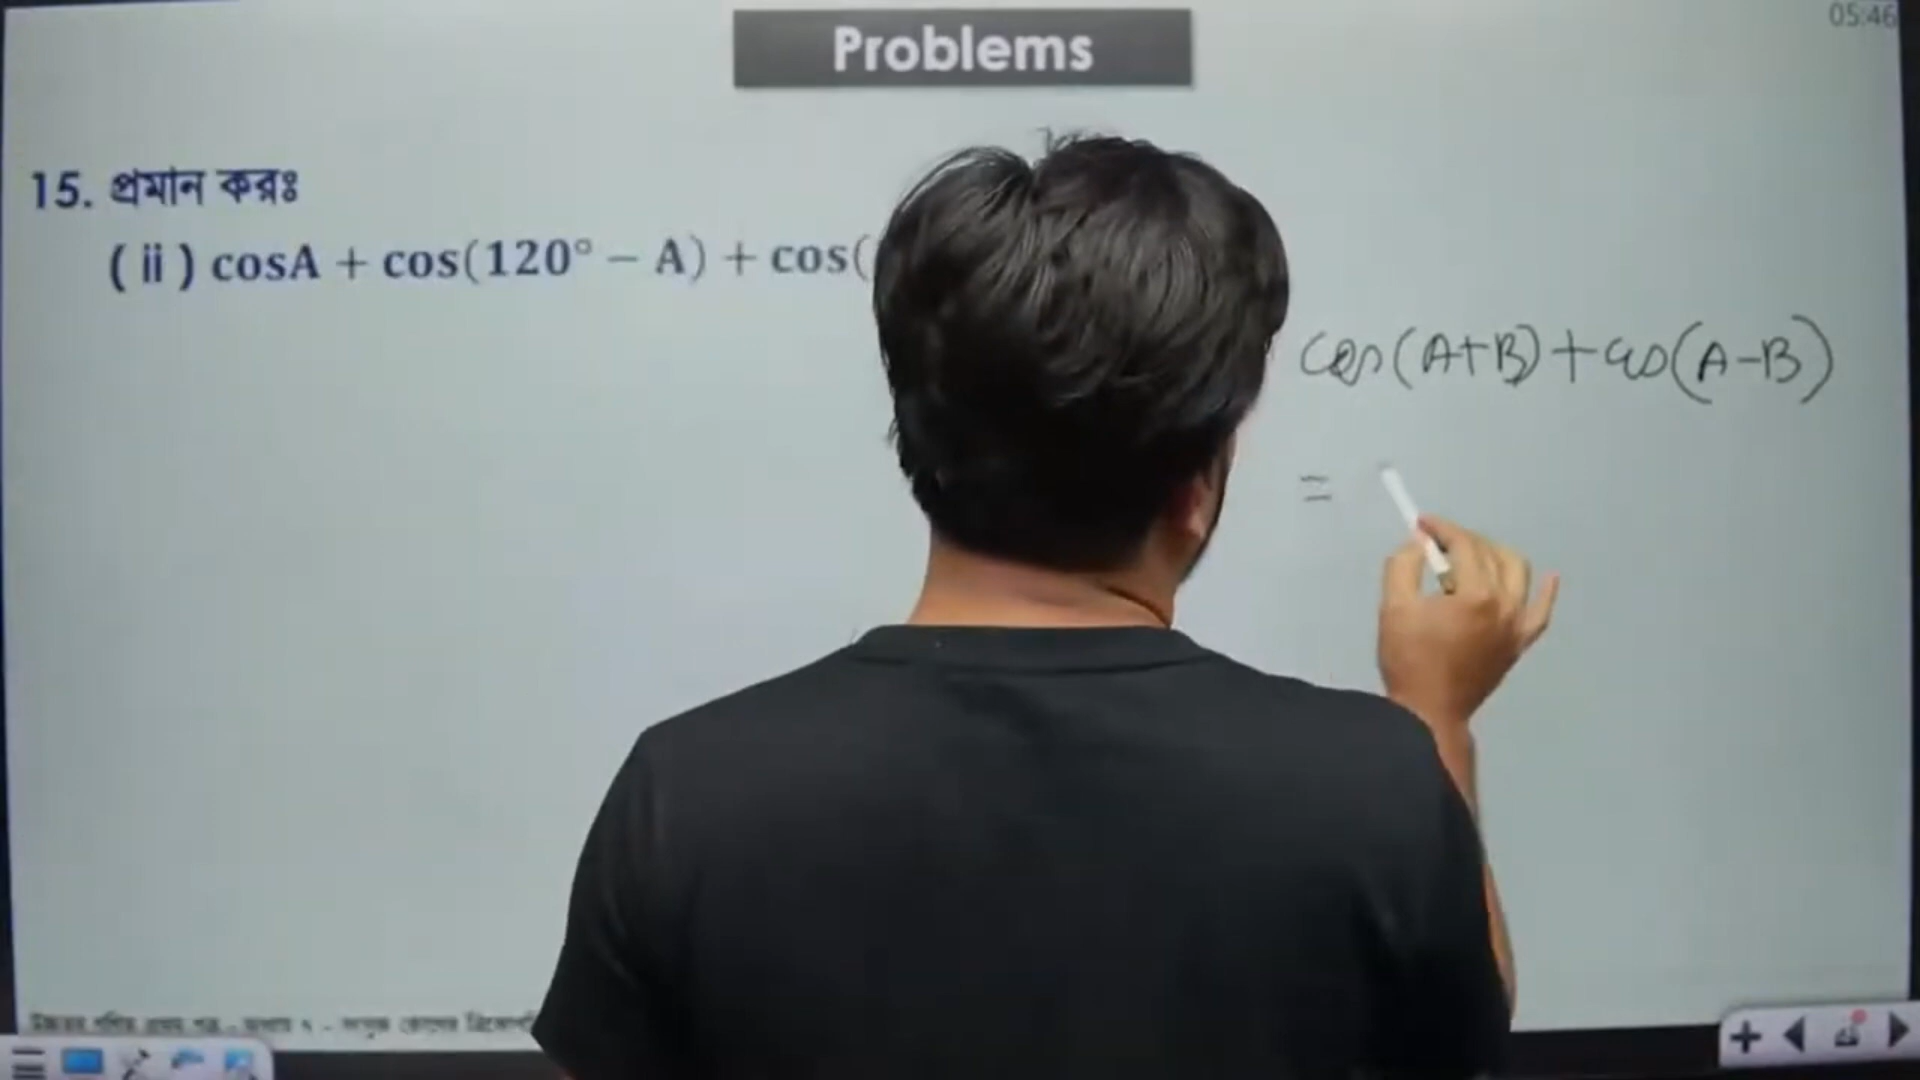 05:46
Problems
15. প্রমান করঃ
( ii ) cosA + cos(120° − A) + cos(
cos(A+B)+cos(A-B)
=